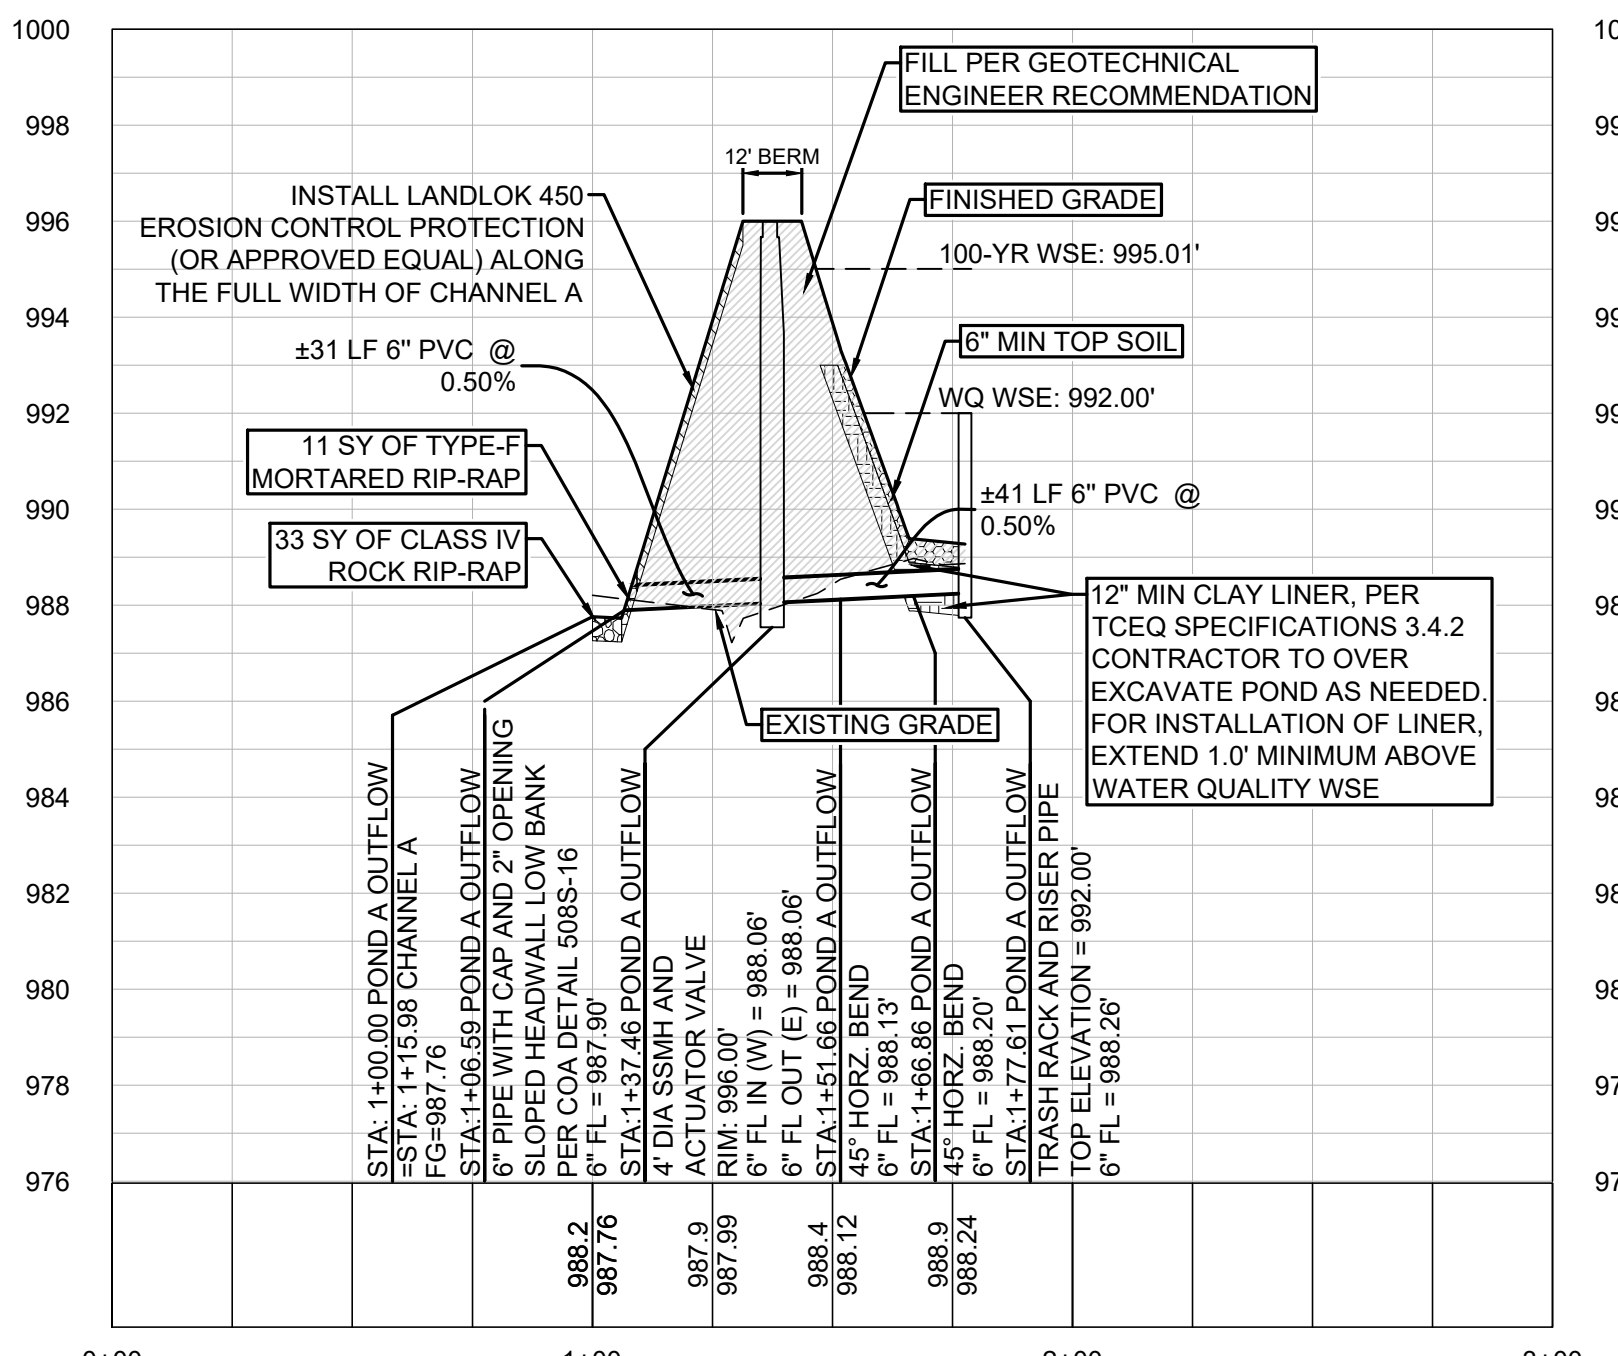 1000
998
996
994
992
990
988
986
984
982
980
978
976
FILL PER GEOTECHNICAL
ENGINEER RECOMMENDATION
12' BERM
INSTALL LANDLOK 450
EROSION CONTROL PROTECTION
(OR APPROVED EQUAL) ALONG
THE FULL WIDTH OF CHANNEL A
FINISHED GRADE
100-YR WSE: 995.01'
±31 LF 6" PVC @
0.50%
6" MIN TOP SOIL
WQ WSE: 992.00'
11 SY OF TYPE-F
MORTARED RIP-RAP
±41 LF 6" PVC @
0.50%
33 SY OF CLASS IV
ROCK RIP-RAP
12" MIN CLAY LINER, PER
TCEQ SPECIFICATIONS 3.4.2
CONTRACTOR TO OVER
EXCAVATE POND AS NEEDED.
FOR INSTALLATION OF LINER,
EXTEND 1.0' MINIMUM ABOVE
WATER QUALITY WSE
EXISTING GRADE
STA: 1+00.00 POND A OUTFLOW
=STA: 1+15.98 CHANNEL A
FG=987.76
STA:1+06.59 POND A OUTFLOW
6" PIPE WITH CAP AND 2" OPENING
SLOPED HEADWALL LOW BANK
PER COA DETAIL 508S-16
6" FL = 987.90'
STA:1+37.46 POND A OUTFLOW
4' DIA SSMH AND
ACTUATOR VALVE
RIM: 996.00'
6" FL IN (W) = 988.06'
6" FL OUT (E) = 988.06'
STA:1+51.66 POND A OUTFLOW
45° HORZ. BEND
6" FL = 988.13'
STA:1+66.86 POND A OUTFLOW
45° HORZ. BEND
6" FL = 988.20'
STA:1+77.61 POND A OUTFLOW
TRASH RACK AND RISER PIPE
TOP ELEVATION = 992.00'
6" FL = 988.26'
988.2
987.76
987.9
987.99
988.4
988.12
988.9
988.24